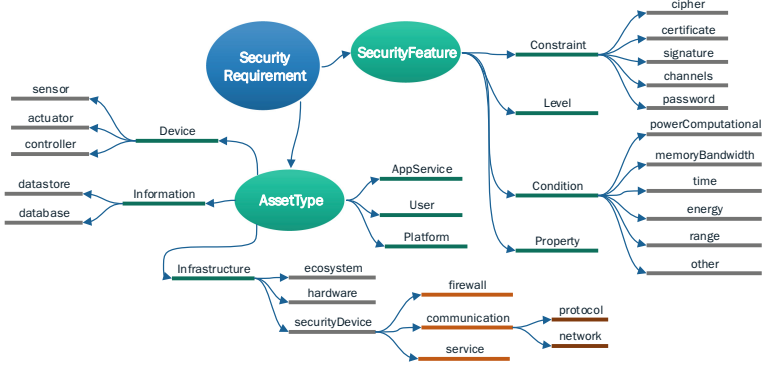 Security
Requirement
SecurityFeature
Constraint
cipher
certificate
signature
channels
password
Level
Condition
powerComputational
memoryBandwidth
time
energy
range
other
Property
AssetType
Device
sensor
actuator
controller
Information
datastore
database
AppService
User
Platform
Infrastructure
ecosystem
hardware
securityDevice
firewall
communication
protocol
network
service